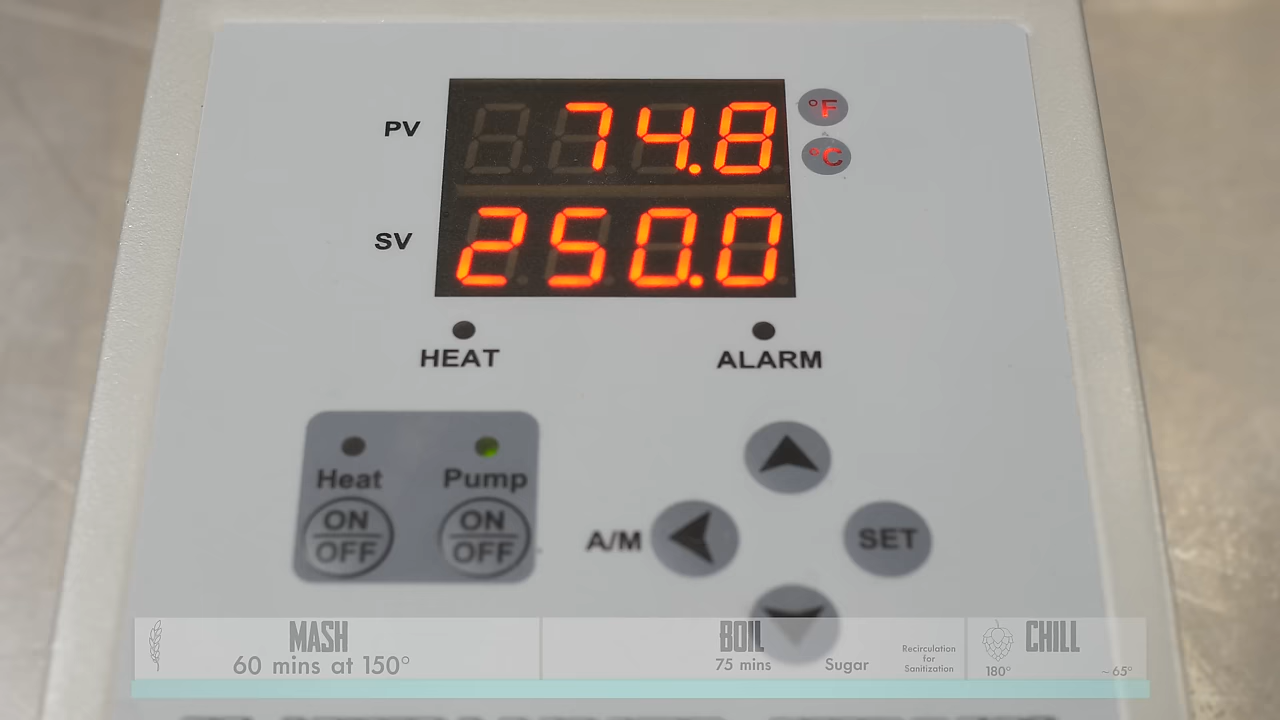 PV 74.8 °F
°C
SV 250.0
HEAT ALARM
Heat Pump
ON OFF ON OFF
A/M SET
MASH BOIL CHILL
60 mins at 150° 75 mins Sugar Recirculation for Sanitization 180° ~65°